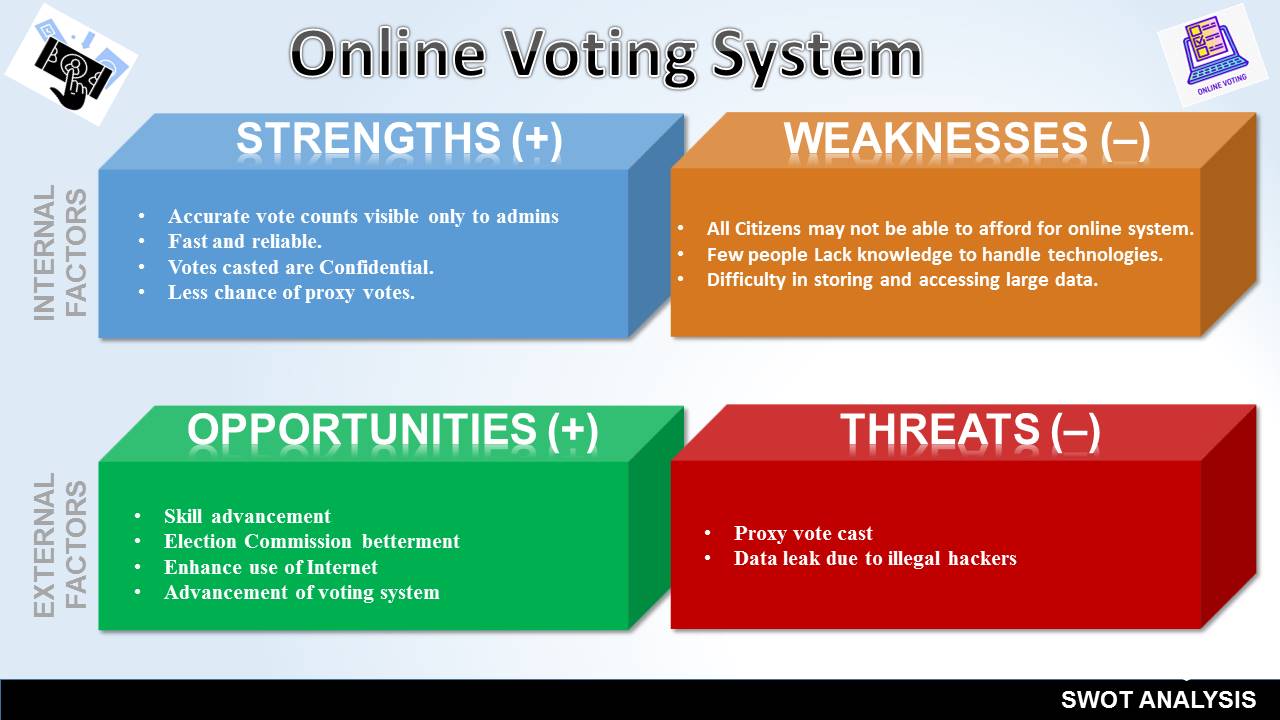 Online Voting System
ONLINE VOTING
STRENGTHS (+)
WEAKNESSES (–)
INTERNAL
FACTORS
• Accurate vote counts visible only to admins
• Fast and reliable.
• Votes casted are Confidential.
• Less chance of proxy votes.
• All Citizens may not be able to afford for online system.
• Few people Lack knowledge to handle technologies.
• Difficulty in storing and accessing large data.
OPPORTUNITIES (+)
THREATS (–)
EXTERNAL
FACTORS
• Skill advancement
• Election Commission betterment
• Enhance use of Internet
• Advancement of voting system
• Proxy vote cast
• Data leak due to illegal hackers
SWOT ANALYSIS